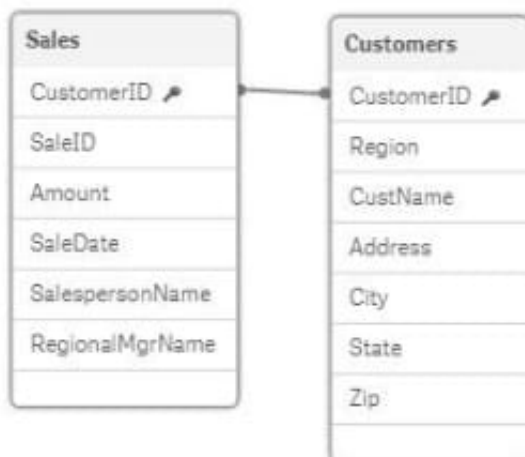 Sales
CustomerID
SaleID
Amount
SaleDate
SalespersonName
RegionalMgrName
Customers
CustomerID
Region
CustName
Address
City
State
Zip